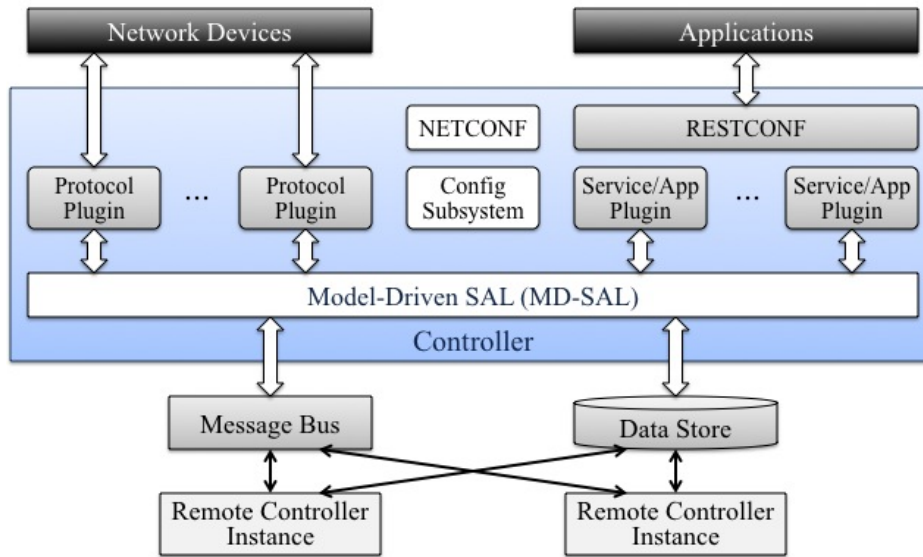 Network Devices
Applications
NETCONF
RESTCONF
Protocol
Plugin
...
Protocol
Plugin
Config
Subsystem
Service/App
Plugin
...
Service/App
Plugin
Model-Driven SAL (MD-SAL)
Controller
Message Bus
Data Store
Remote Controller
Instance
Remote Controller
Instance